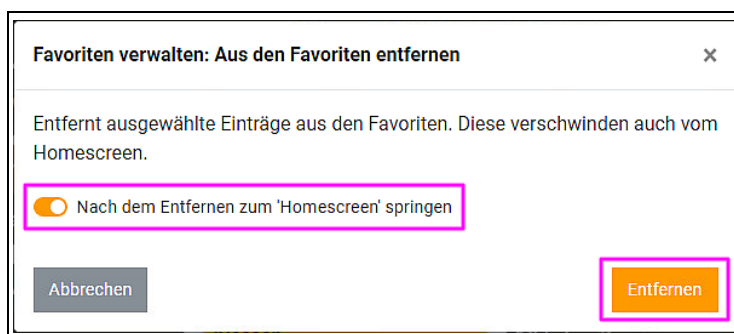 Favoriten verwalten: Aus den Favoriten entfernen ×
Entfernt ausgewählte Einträge aus den Favoriten. Diese verschwinden auch vom
Homescreen.
Nach dem Entfernen zum 'Homescreen' springen
Abbrechen Entfernen